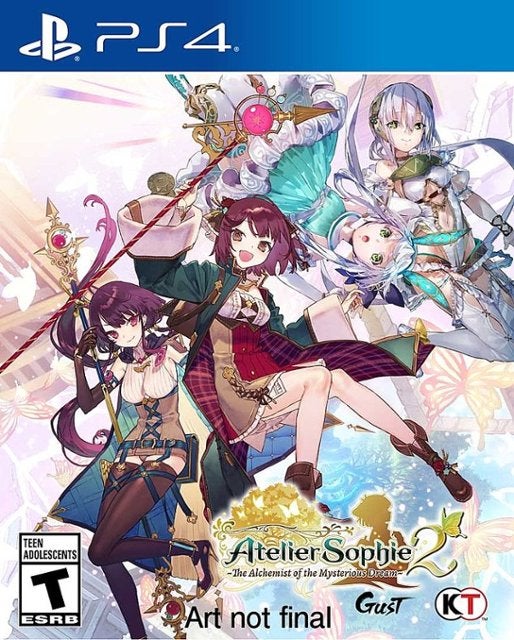 PS4
Atelier Sophie 2
-The Alchemist of the Mysterious Dream-
TEEN
ADOLESCENTS
T
ESRB
Art not final
GUST
KT